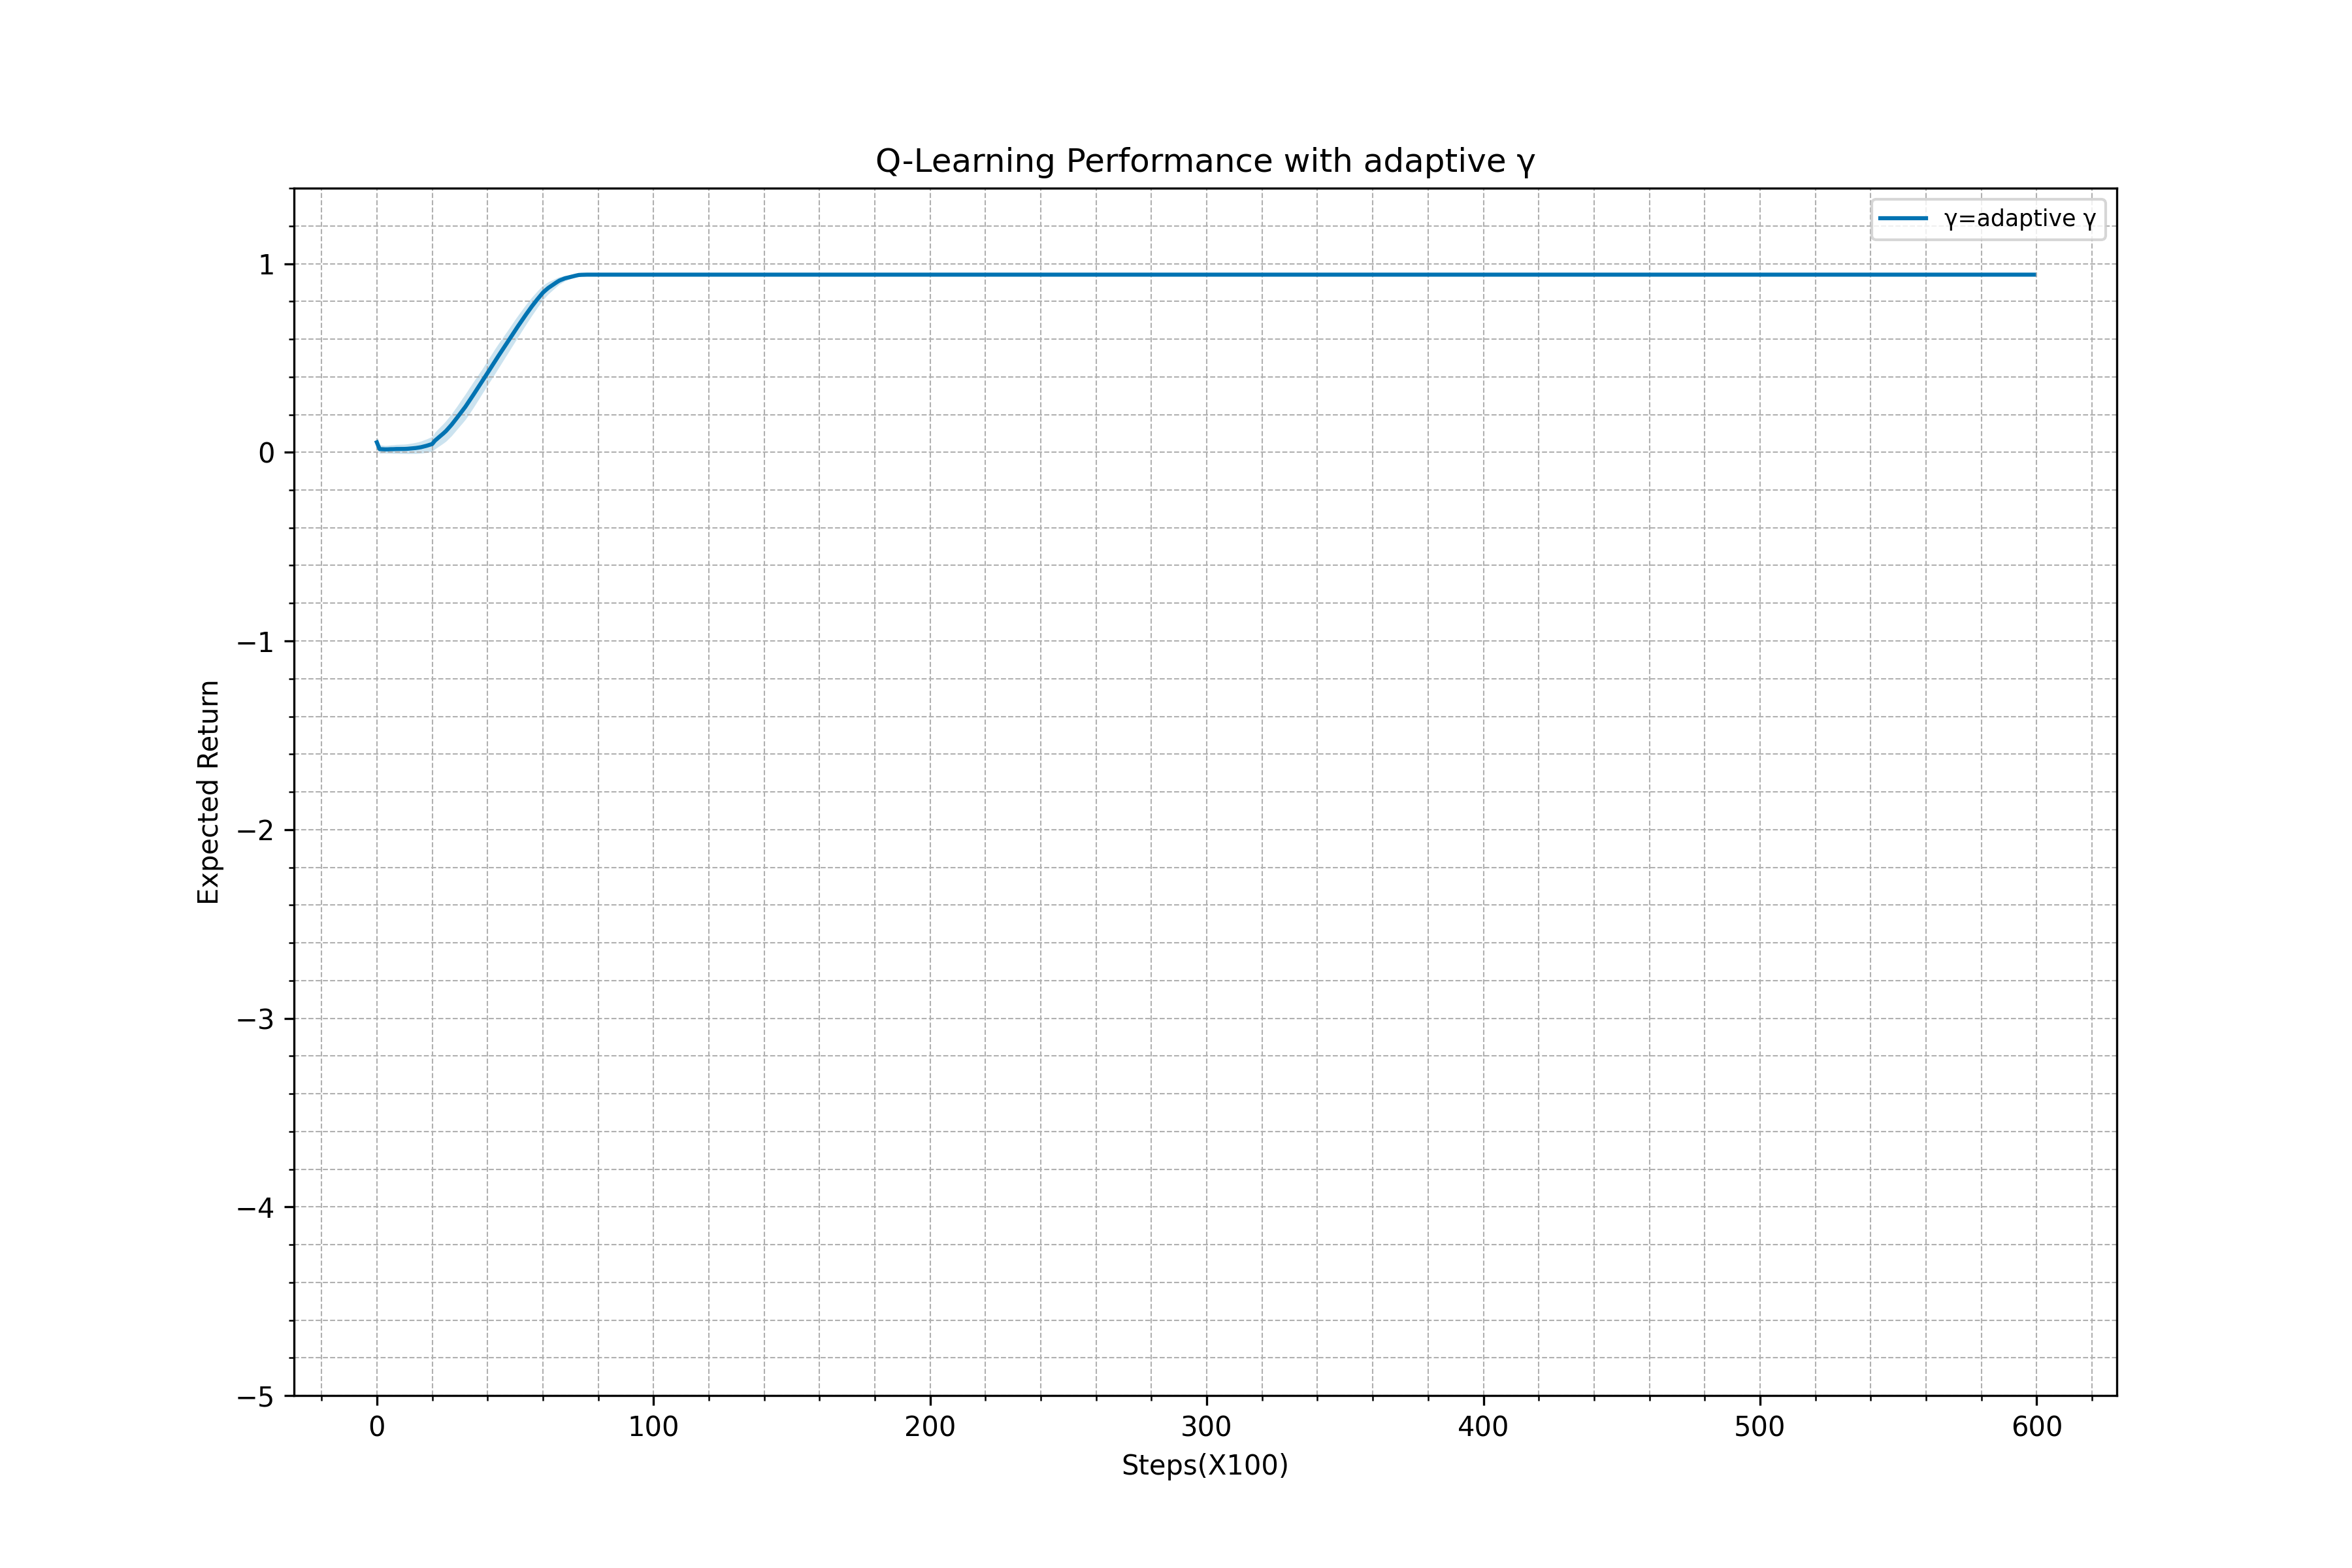 Q-Learning Performance with adaptive γ
γ=adaptive γ
Expected Return
1
0
−1
−2
−3
−4
−5
0 100 200 300 400 500 600
Steps(X100)